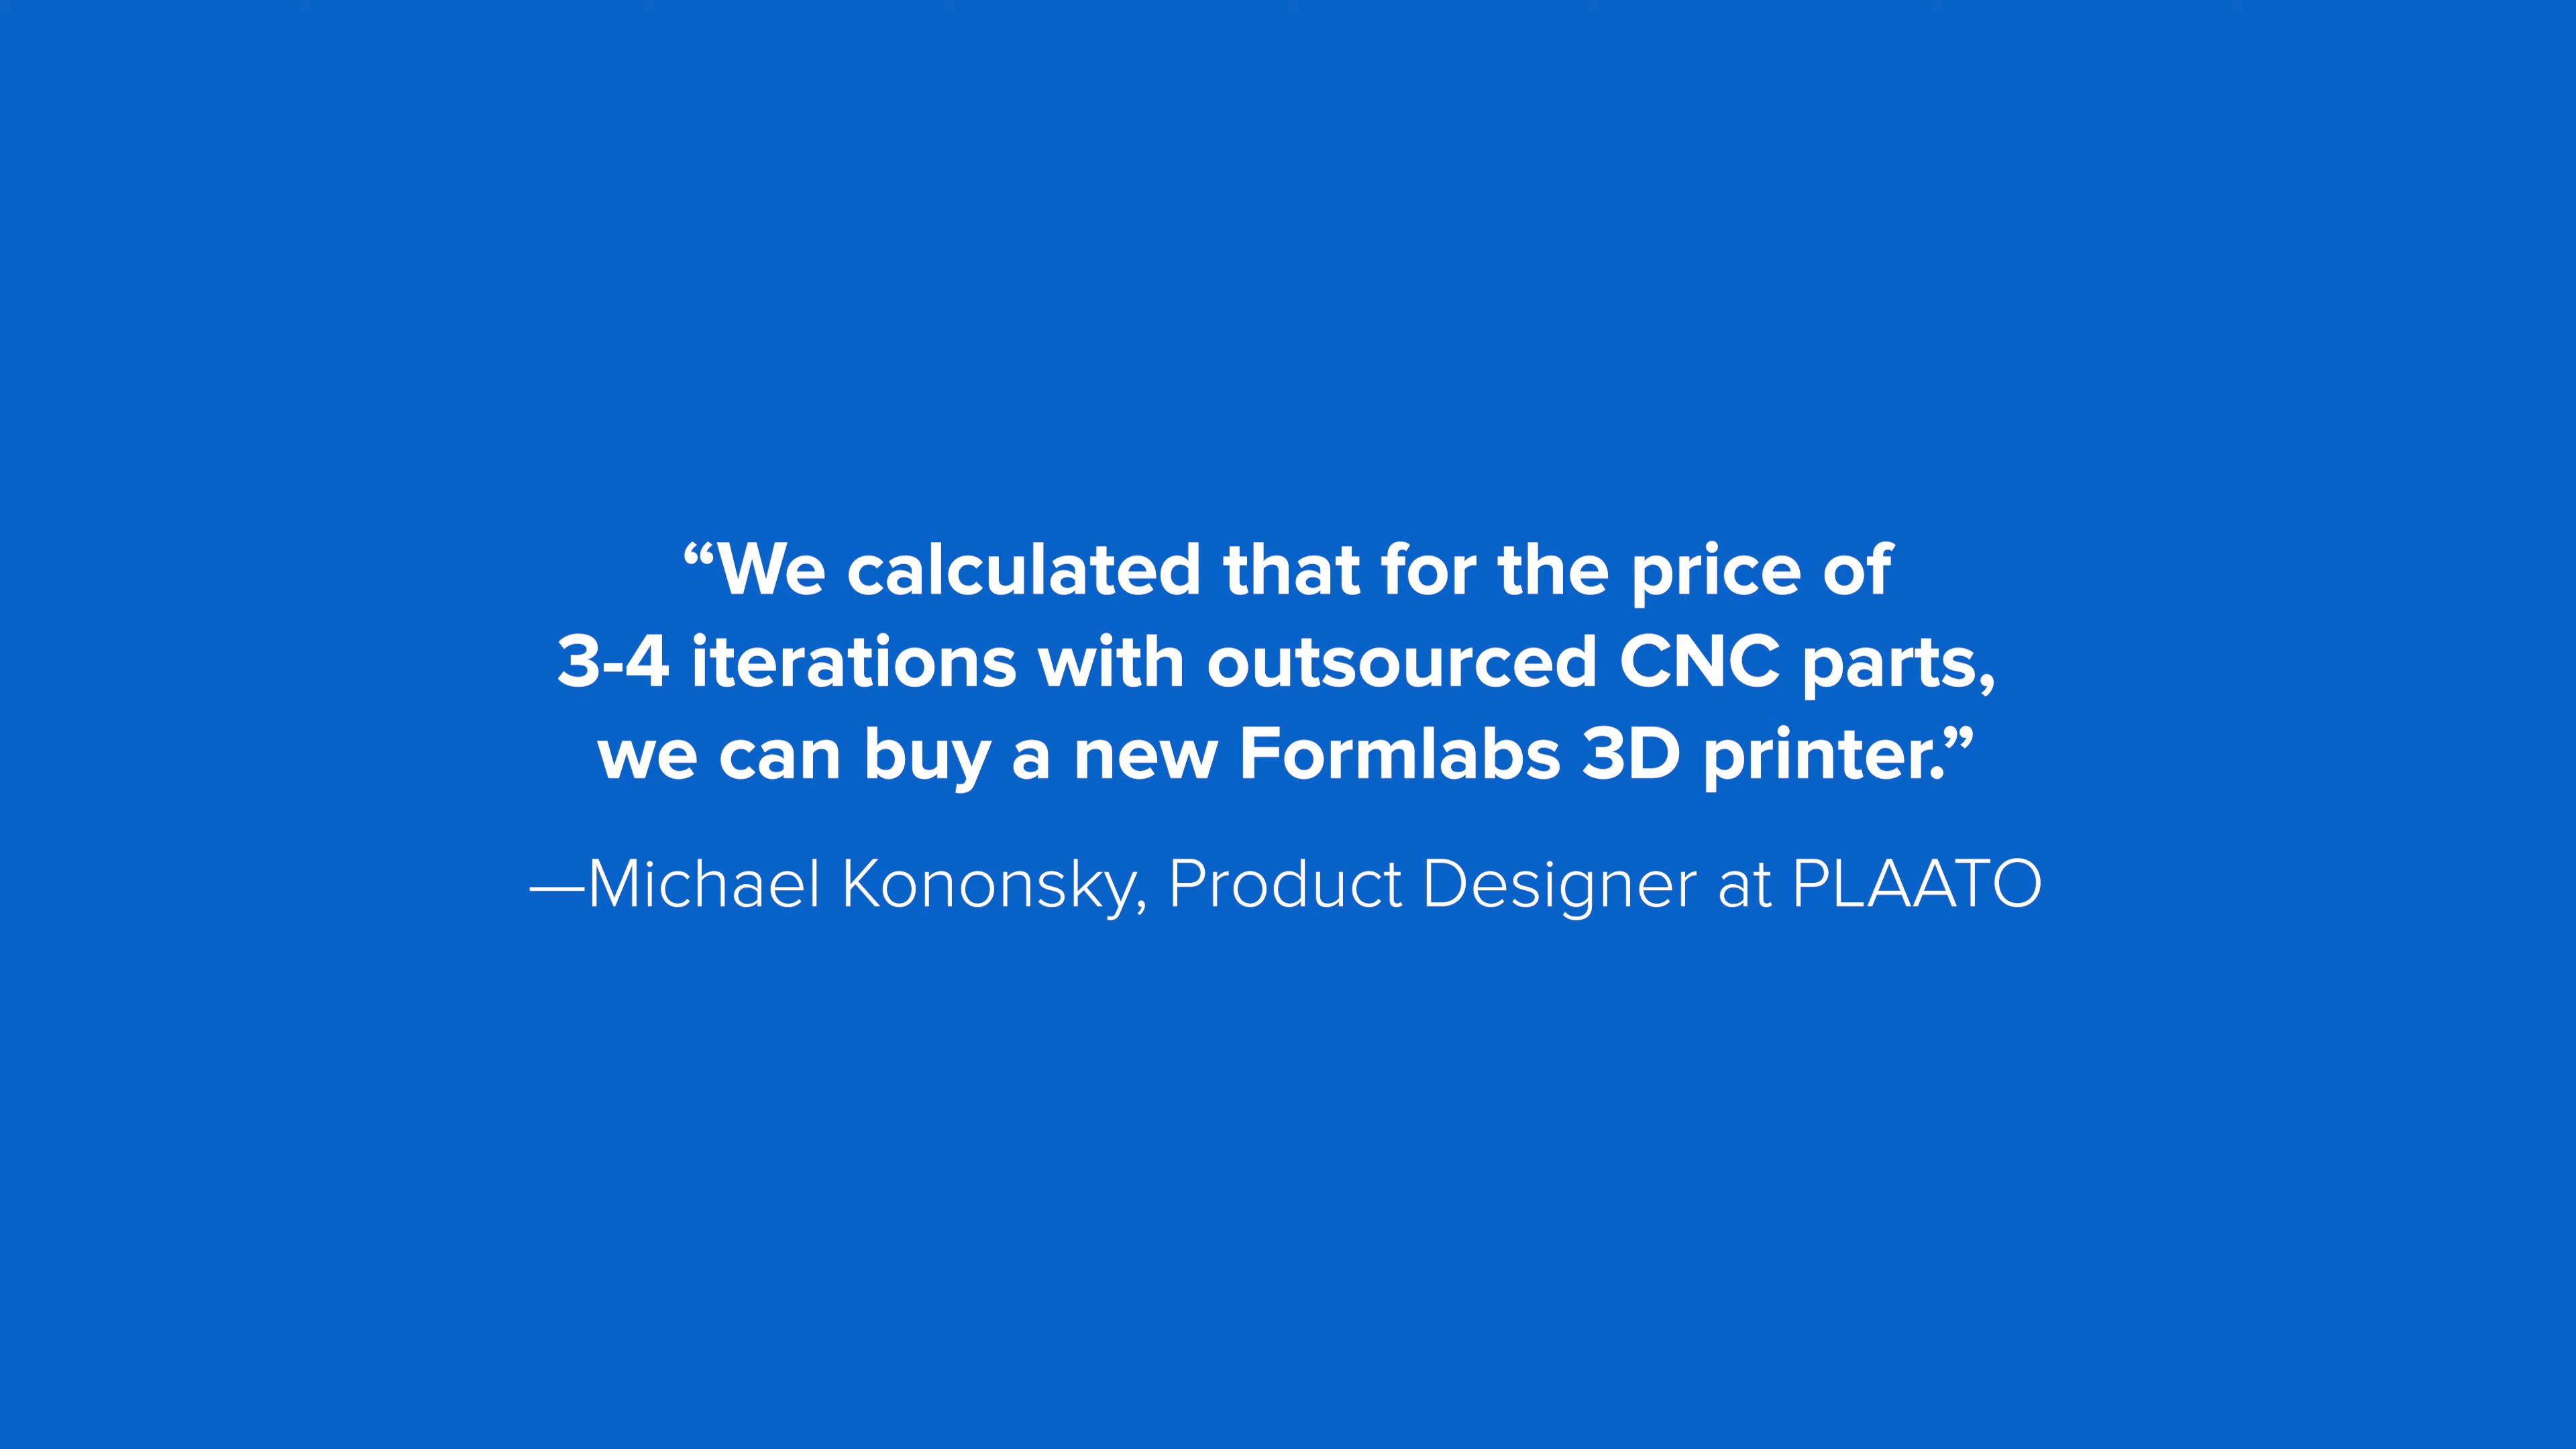 “We calculated that for the price of
3-4 iterations with outsourced CNC parts,
we can buy a new Formlabs 3D printer.”
—Michael Kononsky, Product Designer at PLAATO